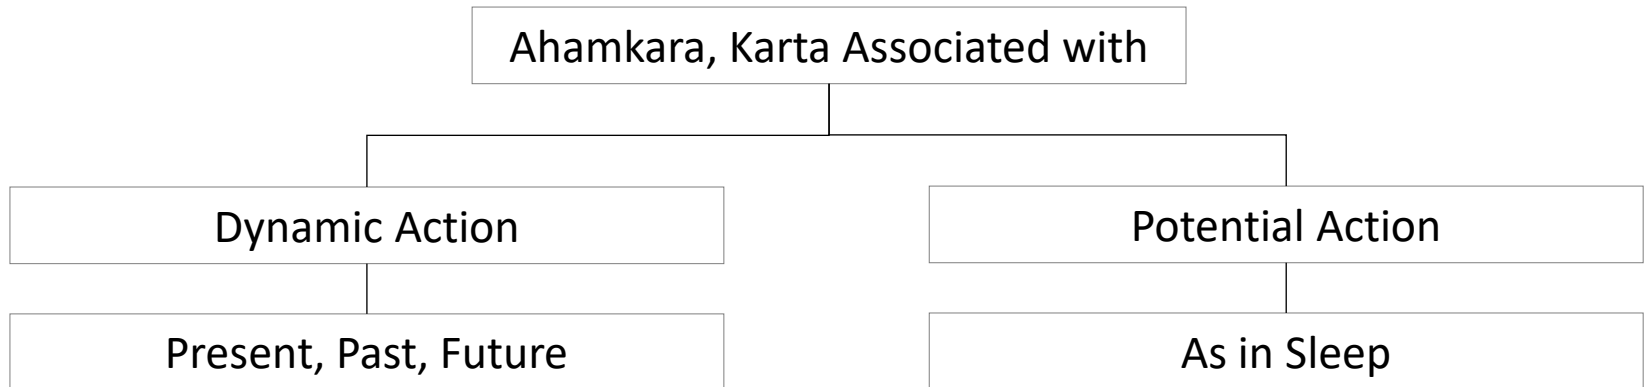 Ahamkara, Karta Associated with
Dynamic Action
Potential Action
Present, Past, Future
As in Sleep